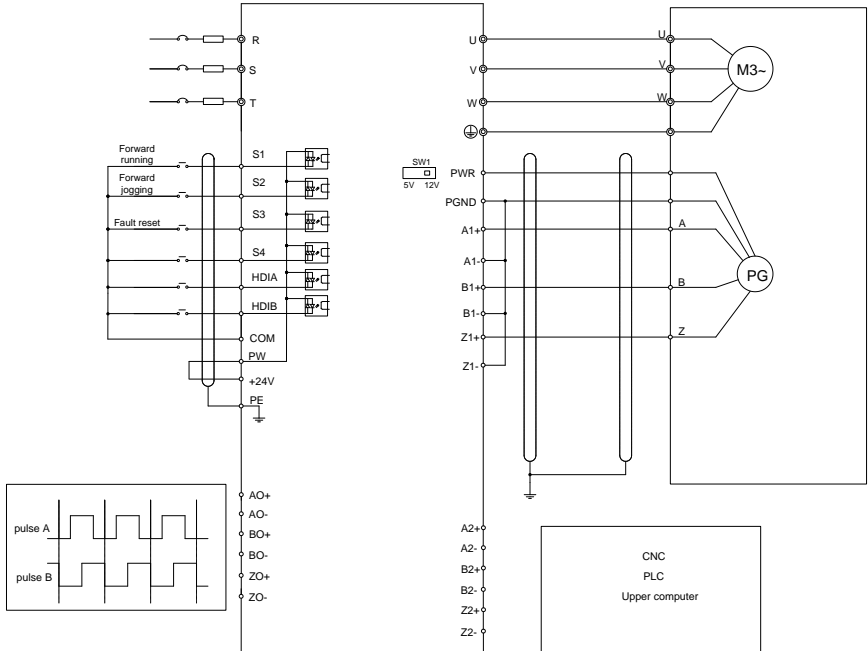 R
S
T
U
V
W
U
V
W
M3~
Forward
running
Forward
jogging
Fault reset
S1
S2
S3
S4
HDIA
HDIB
COM
PW
+24V
PE
SW1
5V 12V
PWR
PGND
A1+
A1-
B1+
B1-
Z1+
Z1-
A
B
Z
PG
pulse A
pulse B
AO+
AO-
BO+
BO-
ZO+
ZO-
A2+
A2-
B2+
B2-
Z2+
Z2-
CNC
PLC
Upper computer